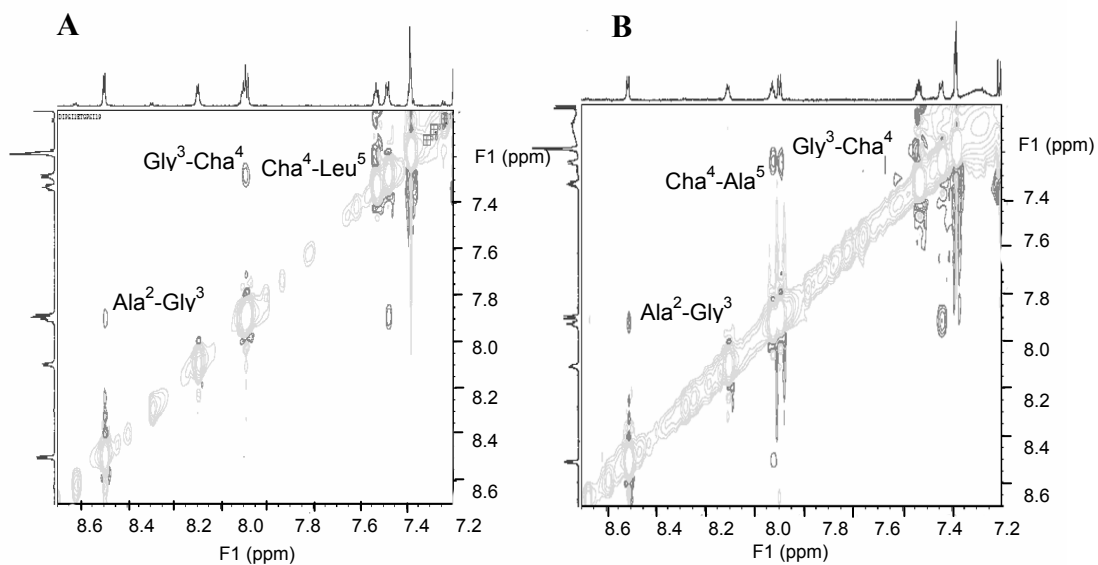 A
B
Gly³-Cha⁴
Cha⁴-Leu⁵
Ala²-Gly³
F1 (ppm)
7.4
7.6
7.8
8.0
8.2
8.4
8.6
8.6 8.4 8.2 8.0 7.8 7.6 7.4 7.2
F1 (ppm)
Gly³-Cha⁴
Cha⁴-Ala⁵
Ala²-Gly³
F1 (ppm)
7.4
7.6
7.8
8.0
8.2
8.4
8.6
8.6 8.4 8.2 8.0 7.8 7.6 7.4 7.2
F1 (ppm)